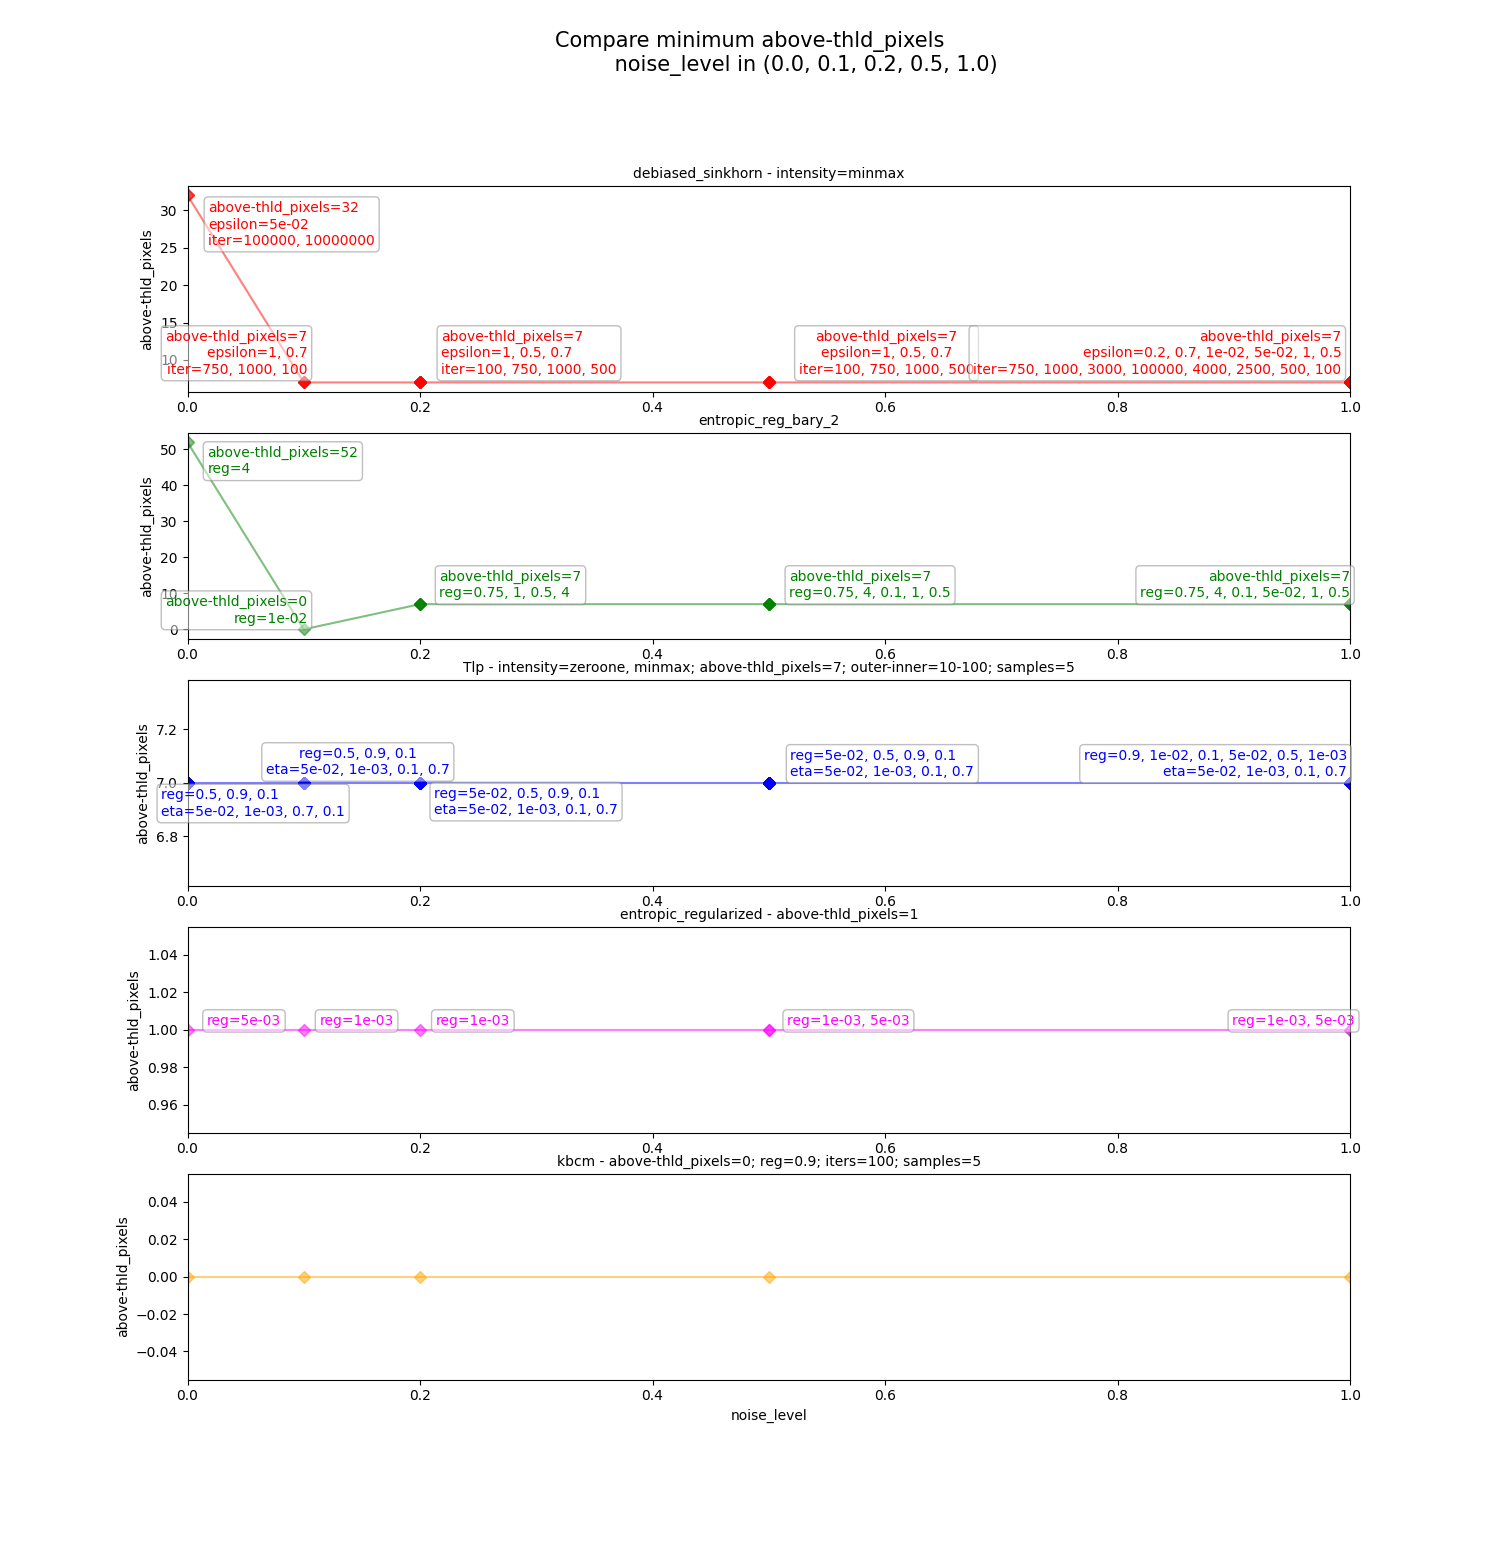 Compare minimum above-thld_pixels
noise_level in (0.0, 0.1, 0.2, 0.5, 1.0)
debiased_sinkhorn - intensity=minmax
above-thld_pixels
30
25
20
15
10
above-thld_pixels=32
epsilon=5e-02
iter=100000, 10000000
above-thld_pixels=7
epsilon=1, 0.7
iter=750, 1000, 100
above-thld_pixels=7
epsilon=1, 0.5, 0.7
iter=100, 750, 1000, 500
above-thld_pixels=7
epsilon=1, 0.5, 0.7
iter=100, 750, 1000, 500
above-thld_pixels=7
epsilon=0.2, 0.7, 1e-02, 5e-02, 1, 0.5
iter=750, 1000, 3000, 100000, 4000, 2500, 500, 100
0.0 0.2 0.4 0.6 0.8 1.0
entropic_reg_bary_2
above-thld_pixels
50
40
30
20
10
0
above-thld_pixels=52
reg=4
above-thld_pixels=0
reg=1e-02
above-thld_pixels=7
reg=0.75, 1, 0.5, 4
above-thld_pixels=7
reg=0.75, 4, 0.1, 1, 0.5
above-thld_pixels=7
reg=0.75, 4, 0.1, 5e-02, 1, 0.5
0.0 0.2 0.4 0.6 0.8 1.0
Tlp - intensity=zeroone, minmax; above-thld_pixels=7; outer-inner=10-100; samples=5
above-thld_pixels
7.2
7.0
6.8
reg=0.5, 0.9, 0.1
eta=5e-02, 1e-03, 0.7, 0.1
reg=0.5, 0.9, 0.1
eta=5e-02, 1e-03, 0.1, 0.7
reg=5e-02, 0.5, 0.9, 0.1
eta=5e-02, 1e-03, 0.1, 0.7
reg=5e-02, 0.5, 0.9, 0.1
eta=5e-02, 1e-03, 0.1, 0.7
reg=0.9, 1e-02, 0.1, 5e-02, 0.5, 1e-03
eta=5e-02, 1e-03, 0.1, 0.7
0.0 0.2 0.4 0.6 0.8 1.0
entropic_regularized - above-thld_pixels=1
above-thld_pixels
1.04
1.02
1.00
0.98
0.96
reg=5e-03
reg=1e-03
reg=1e-03
reg=1e-03, 5e-03
reg=1e-03, 5e-03
0.0 0.2 0.4 0.6 0.8 1.0
kbcm - above-thld_pixels=0; reg=0.9; iters=100; samples=5
above-thld_pixels
0.04
0.02
0.00
−0.02
−0.04
0.0 0.2 0.4 0.6 0.8 1.0
noise_level